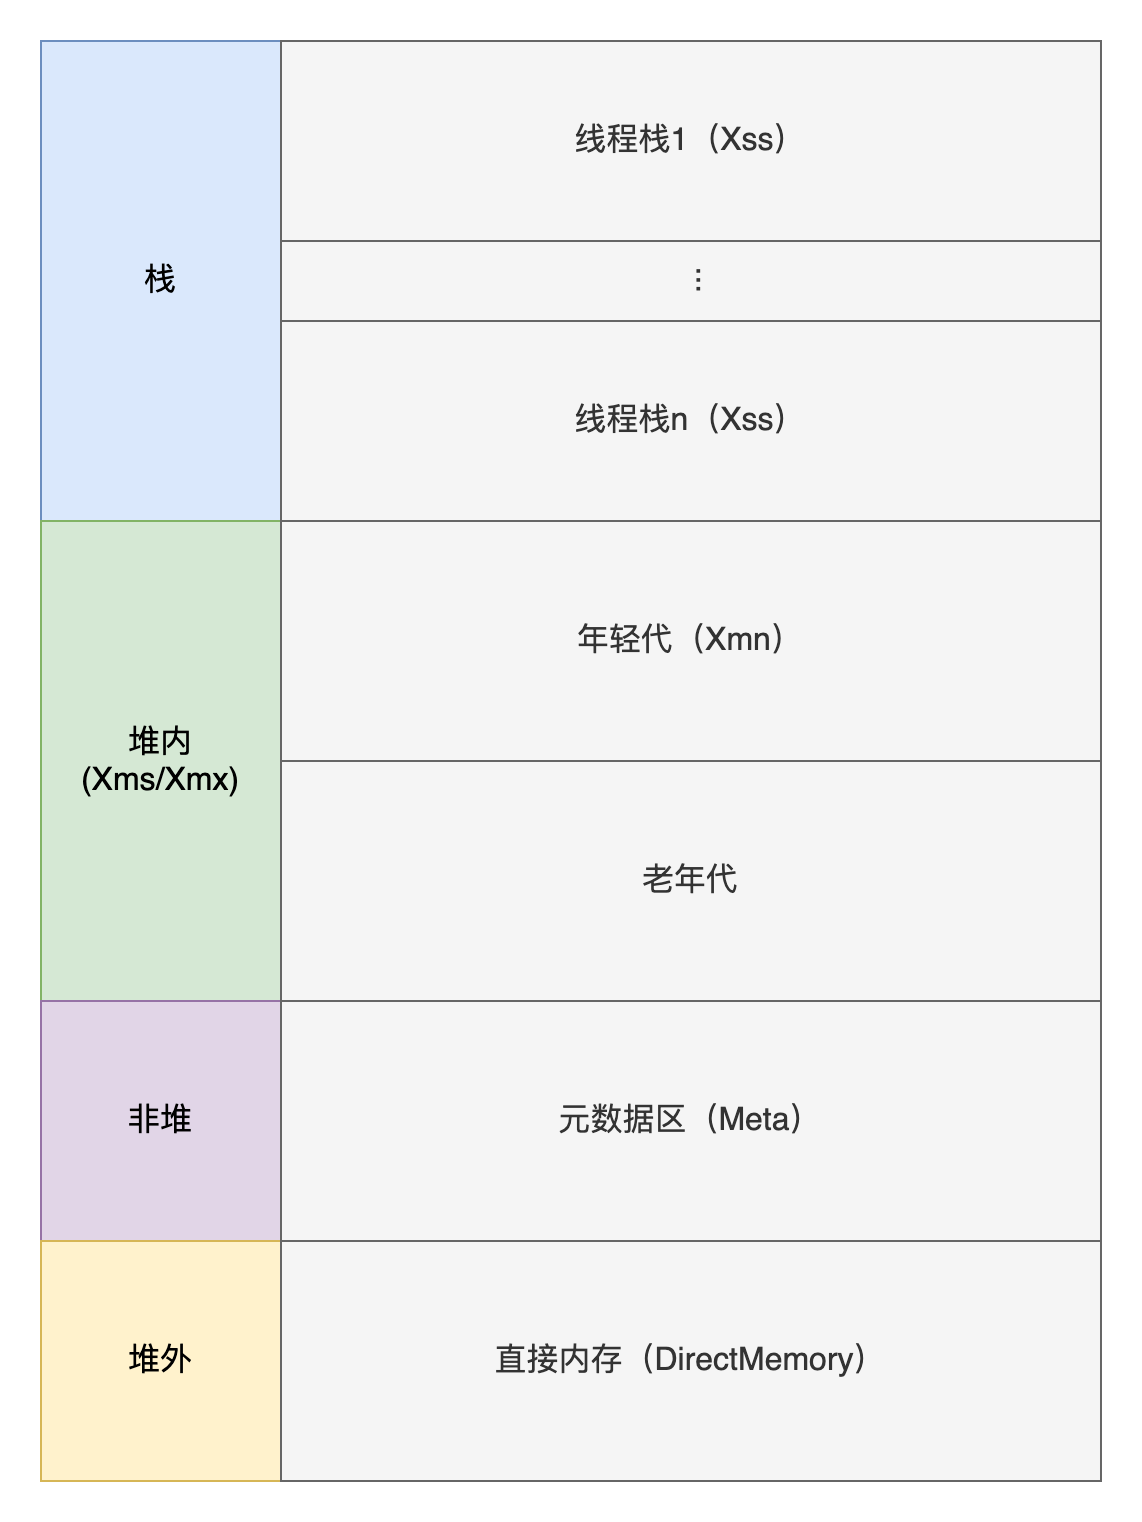 线程栈1（Xss）
栈
⋮
线程栈n（Xss）
年轻代（Xmn）
堆内
(Xms/Xmx)
老年代
非堆
元数据区（Meta）
堆外
直接内存（DirectMemory）